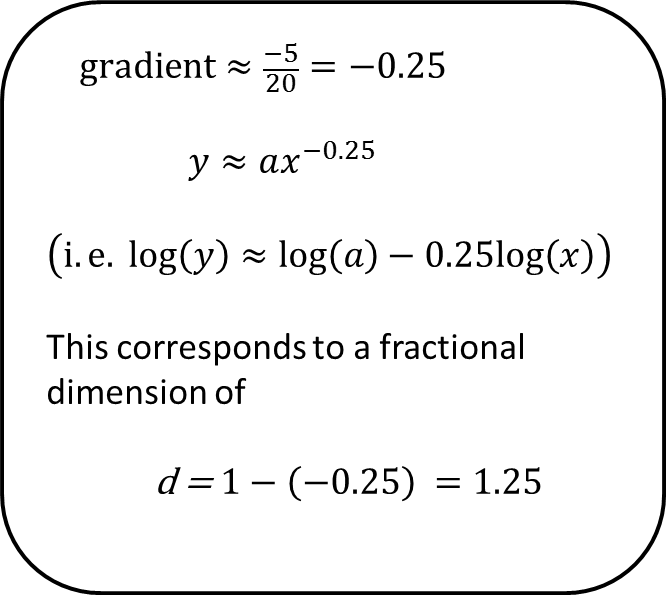 gradient ≈ −5/20 = −0.25
y ≈ ax^−0.25
(i. e. log(y) ≈ log(a) − 0.25log(x))
This corresponds to a fractional
dimension of
d = 1 − (−0.25) = 1.25